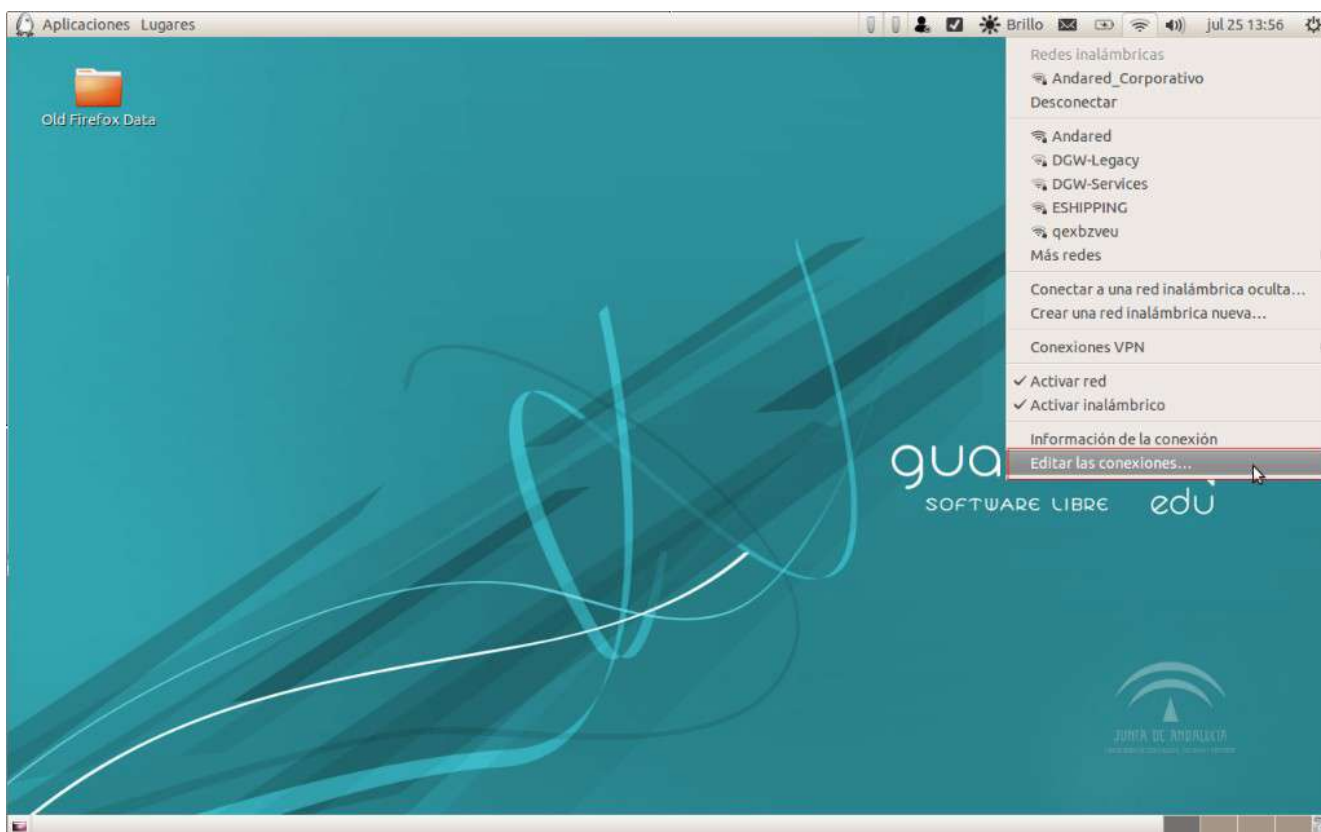 Aplicaciones Lugares
Brillo
jul 25 13:56
Old Firefox Data
Redes inalámbricas
Andared_Corporativo
Desconectar
Andared
DGW-Legacy
DGW-Services
ESHIPPING
qexbzveu
Más redes
Conectar a una red inalámbrica oculta...
Crear una red inalámbrica nueva...
Conexiones VPN
Activar red
Activar inalámbrico
Información de la conexión
Editar las conexiones...
gua
SOFTWARE LIBRE edu
JUNTA DE ANDALUCIA